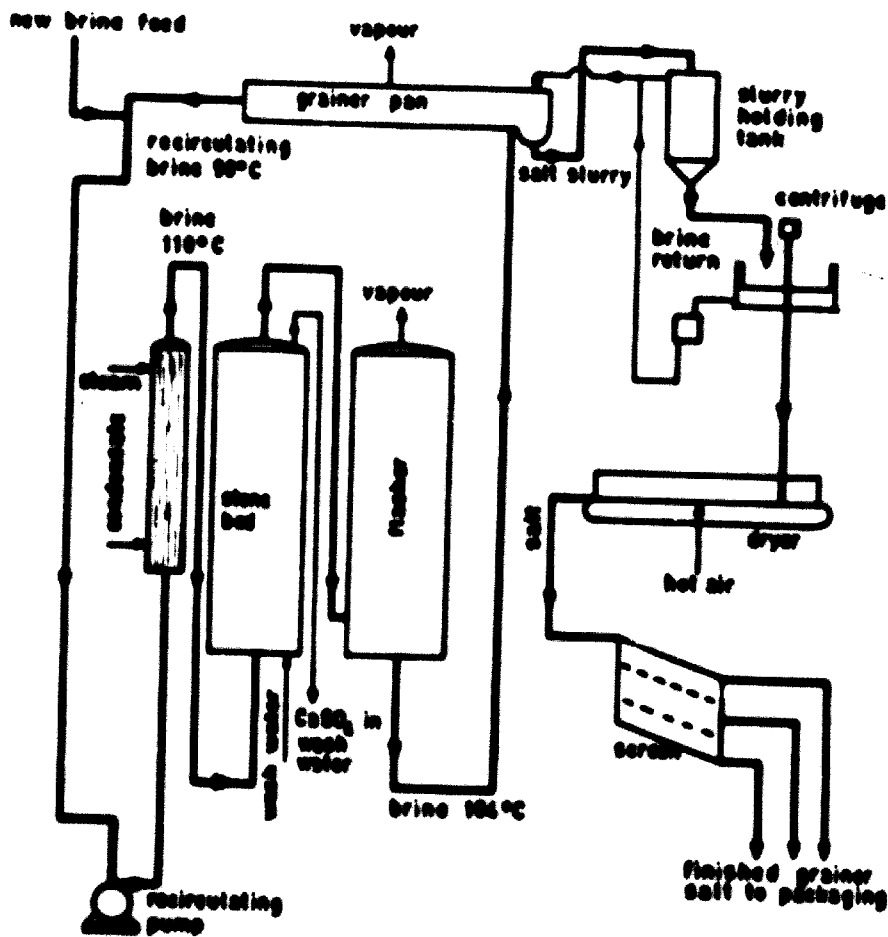 new brine feed
vapour
grainer pan
slurry
holding
tank
recirculating
brine 90°C
salt slurry
centrifuge
brine
110°C
brine
return
vapour
steam
condensate
stone
bed
flasher
salt
dryer
hot air
wash water
CaSO4 in
wash
water
screen
brine 104°C
finished grainer
salt to packaging
recirculating
pump